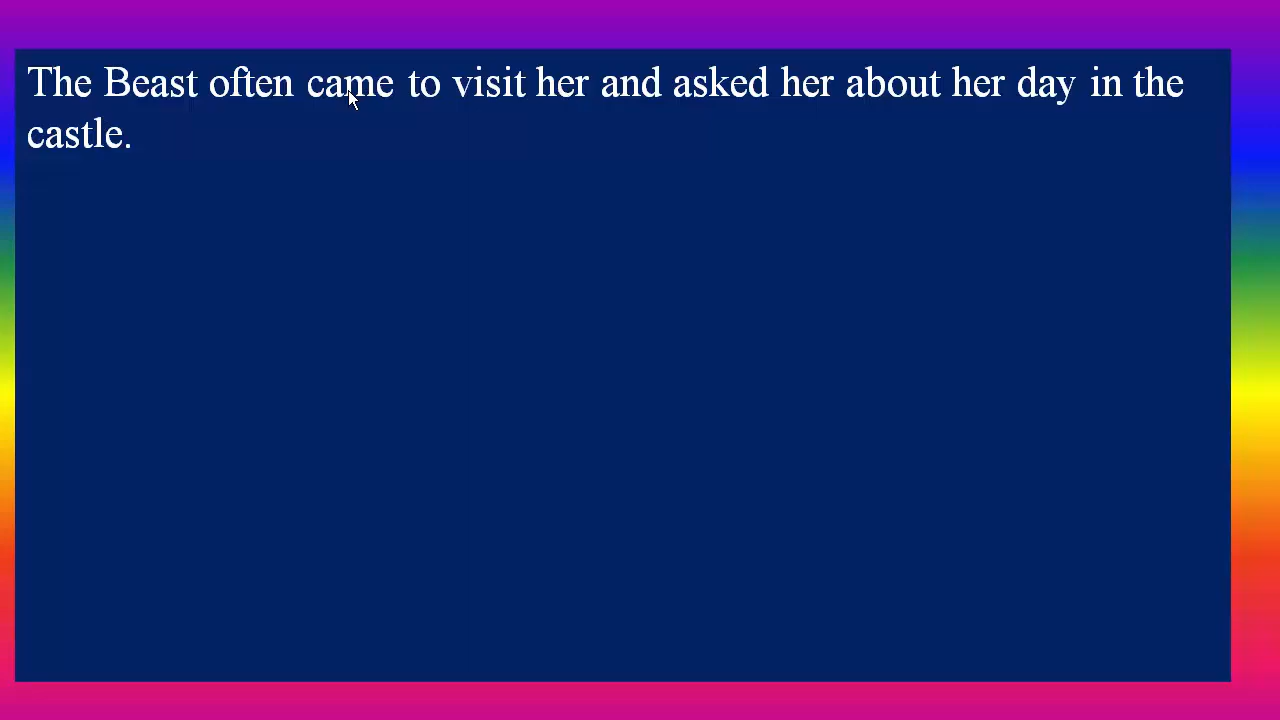 The Beast often came to visit her and asked her about her day in the
castle.